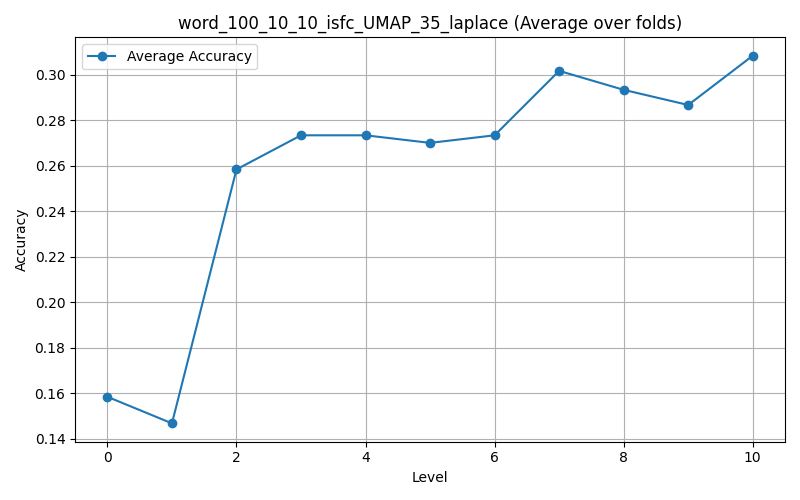 word_100_10_10_isfc_UMAP_35_laplace (Average over folds)
Average Accuracy
0.30
0.28
0.26
0.24
0.22
0.20
0.18
0.16
0.14
Accuracy
0 2 4 6 8 10
Level